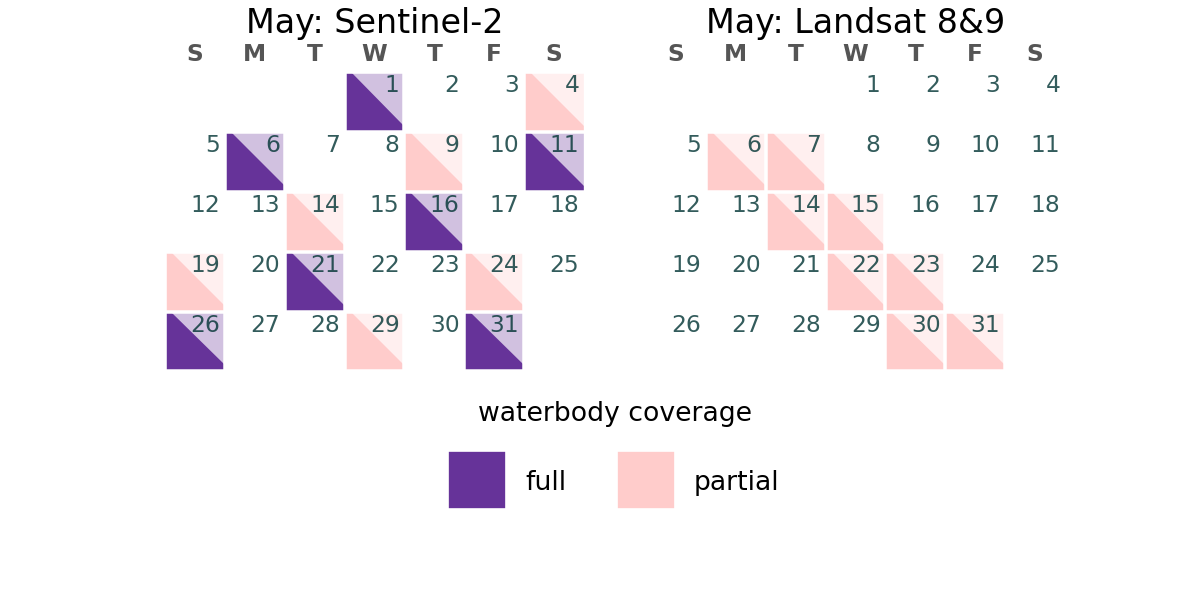 May: Sentinel-2
S M T W T F S
1 2 3 4
5 6 7 8 9 10 11
12 13 14 15 16 17 18
19 20 21 22 23 24 25
26 27 28 29 30 31
May: Landsat 8&9
S M T W T F S
1 2 3 4
5 6 7 8 9 10 11
12 13 14 15 16 17 18
19 20 21 22 23 24 25
26 27 28 29 30 31
waterbody coverage
full partial